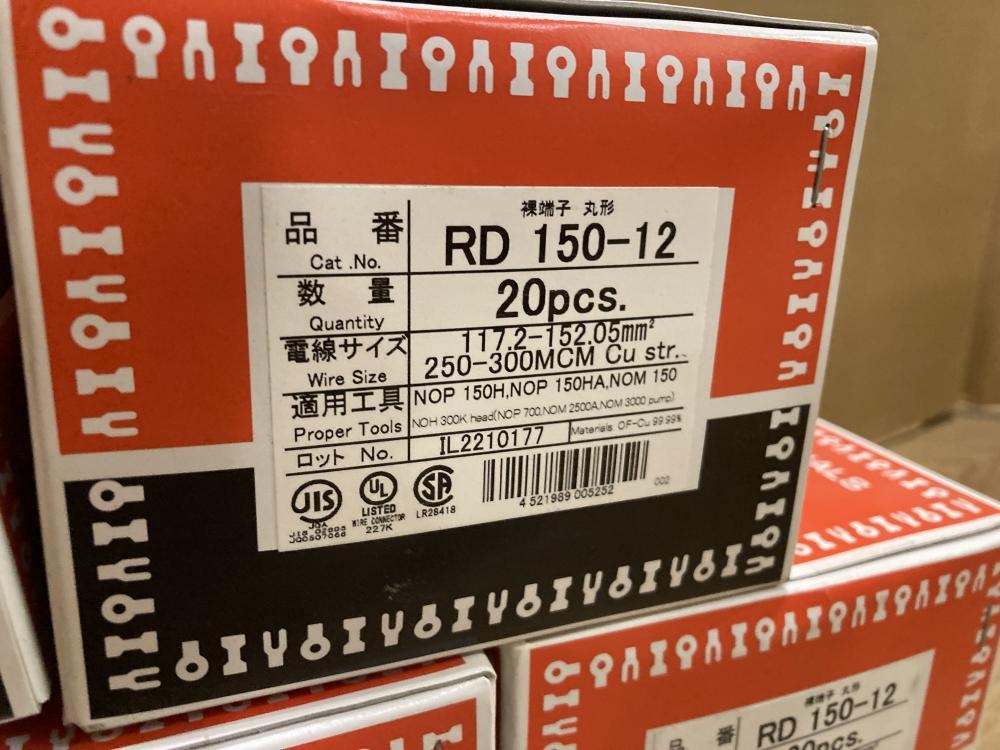 裸端子 丸形
品 番 RD 150-12
Cat .No.
数 量 20pcs.
Quantity
電線サイズ 117.2-152.05mm²
Wire Size 250-300MCM Cu str.
適用工具 NOP 150H,NOP 150HA,NOM 150
Proper Tools NOH 300K head(NOP 700,NOM 2500A,NOM 3000 pump)
ロット No. IL2210177 Materials: OF-Cu 99.99%
JIS UL SA
JQA LISTED LR28418
WIRE CONNECTOR
227K
4 521989 005252
002
ALS
裸端子 丸形
品 番 RD 150-12
20pcs.